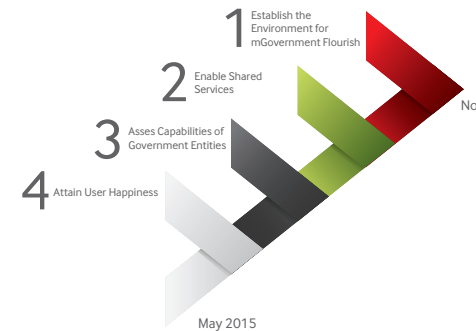 1
Establish the
Environment for
mGovernment Flourish
No
2
Enable Shared
Services
3
Asses Capabilities of
Government Entities
4
Attain User Happiness
May 2015